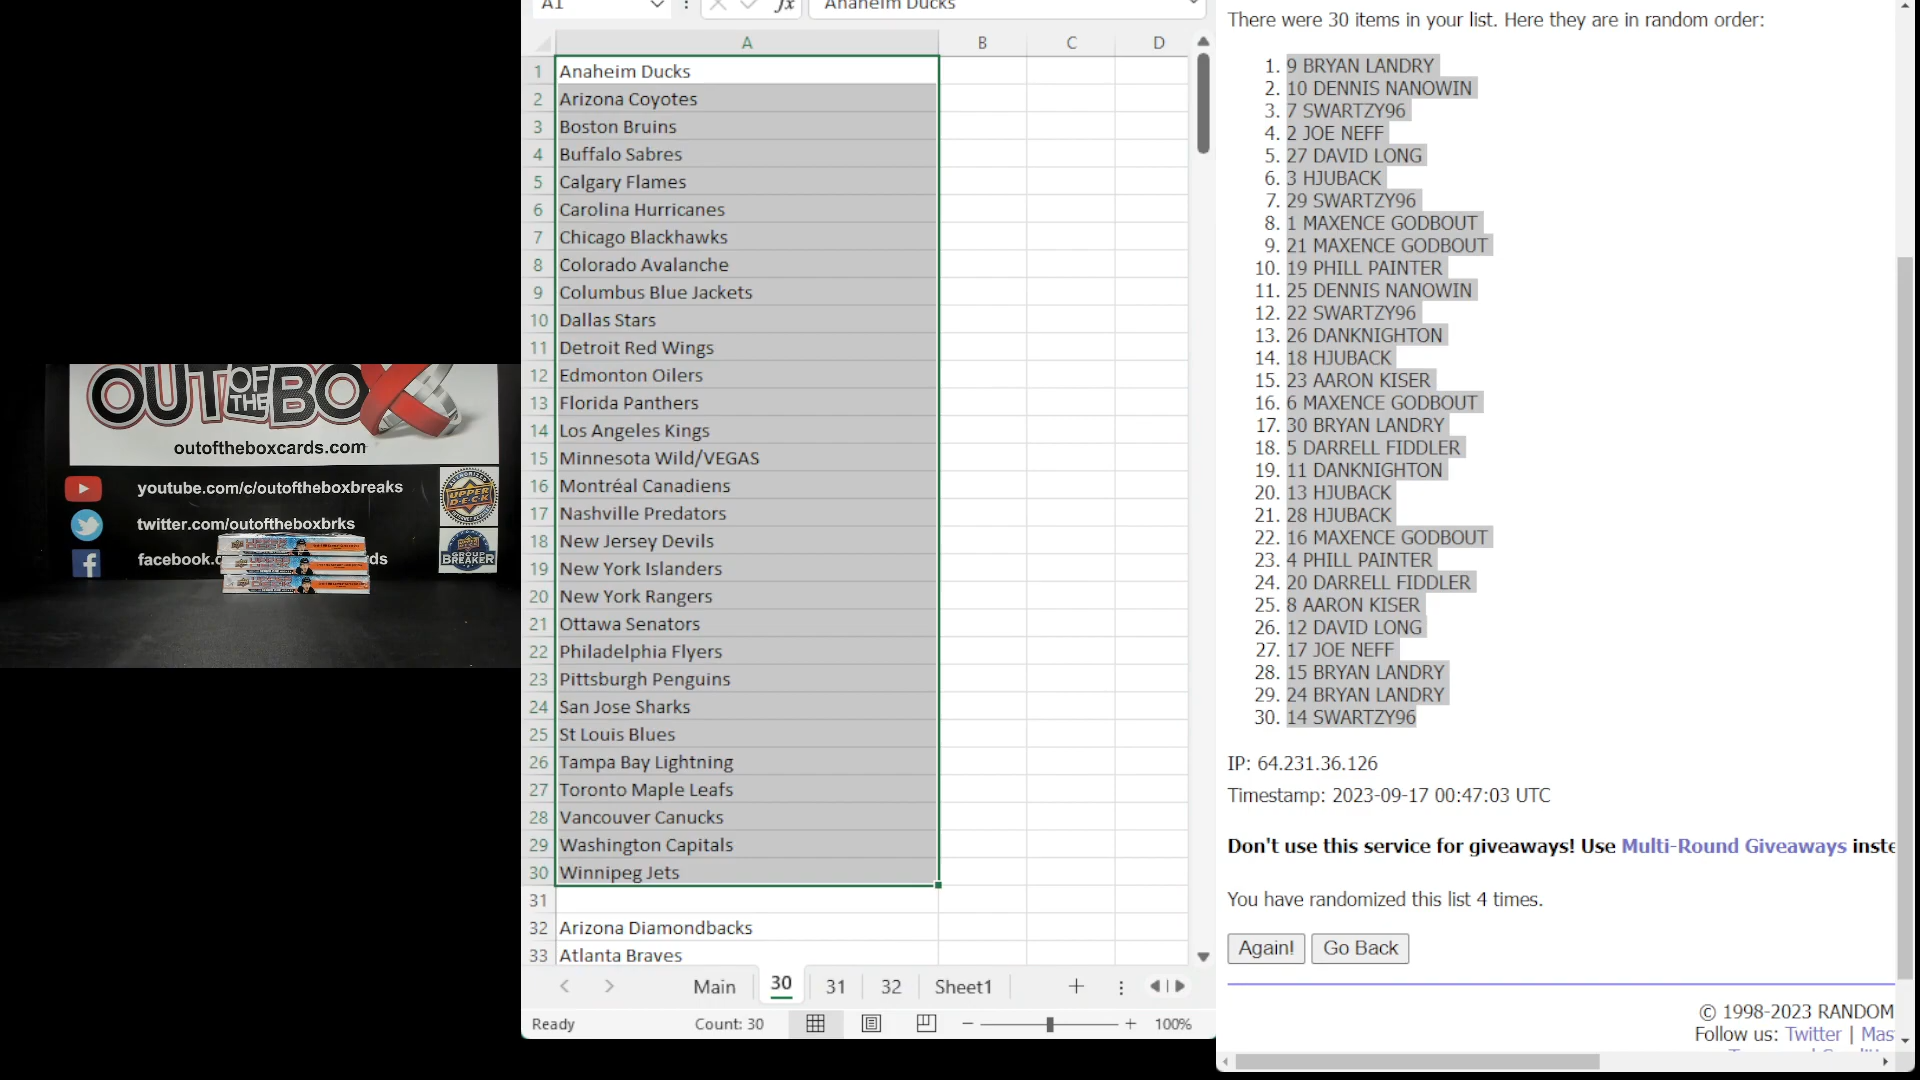 OUT OF THE BO
outoftheboxcards.com
youtube.com/c/outoftheboxbreaks
twitter.com/outoftheboxbrks
facebook.c
ds
AUTHORIZED
UPPER DECK
GROUP
BREAKER
A1
fx
Anaheim Ducks
A B C D
1 Anaheim Ducks
2 Arizona Coyotes
3 Boston Bruins
4 Buffalo Sabres
5 Calgary Flames
6 Carolina Hurricanes
7 Chicago Blackhawks
8 Colorado Avalanche
9 Columbus Blue Jackets
10 Dallas Stars
11 Detroit Red Wings
12 Edmonton Oilers
13 Florida Panthers
14 Los Angeles Kings
15 Minnesota Wild/VEGAS
16 Montréal Canadiens
17 Nashville Predators
18 New Jersey Devils
19 New York Islanders
20 New York Rangers
21 Ottawa Senators
22 Philadelphia Flyers
23 Pittsburgh Penguins
24 San Jose Sharks
25 St Louis Blues
26 Tampa Bay Lightning
27 Toronto Maple Leafs
28 Vancouver Canucks
29 Washington Capitals
30 Winnipeg Jets
31
32 Arizona Diamondbacks
33 Atlanta Braves
Main 30 31 32 Sheet1
Ready Count: 30 100%
There were 30 items in your list. Here they are in random order:
1. 9 BRYAN LANDRY
2. 10 DENNIS NANOWIN
3. 7 SWARTZY96
4. 2 JOE NEFF
5. 27 DAVID LONG
6. 3 HJUBACK
7. 29 SWARTZY96
8. 1 MAXENCE GODBOUT
9. 21 MAXENCE GODBOUT
10. 19 PHILL PAINTER
11. 25 DENNIS NANOWIN
12. 22 SWARTZY96
13. 26 DANKNIGHTON
14. 18 HJUBACK
15. 23 AARON KISER
16. 6 MAXENCE GODBOUT
17. 30 BRYAN LANDRY
18. 5 DARRELL FIDDLER
19. 11 DANKNIGHTON
20. 13 HJUBACK
21. 28 HJUBACK
22. 16 MAXENCE GODBOUT
23. 4 PHILL PAINTER
24. 20 DARRELL FIDDLER
25. 8 AARON KISER
26. 12 DAVID LONG
27. 17 JOE NEFF
28. 15 BRYAN LANDRY
29. 24 BRYAN LANDRY
30. 14 SWARTZY96
IP: 64.231.36.126
Timestamp: 2023-09-17 00:47:03 UTC
Don't use this service for giveaways! Use Multi-Round Giveaways inste
You have randomized this list 4 times.
Again! Go Back
© 1998-2023 RANDOM
Follow us: Twitter | Mas